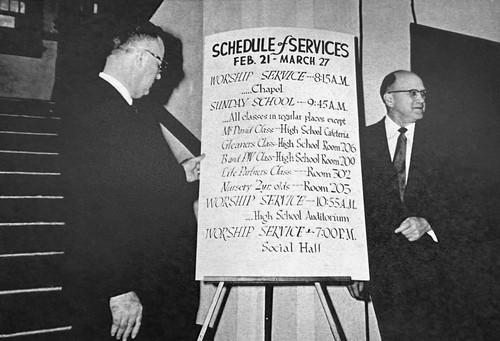 SCHEDULE of SERVICES
FEB. 21 - MARCH 27
WORSHIP SERVICE --- 8:15 A.M.
.....Chapel
SUNDAY SCHOOL --- 9:45 A.M.
...All classes in regular places except
McDavid Class - High School Cafeteria
Gleaners Class - High School Room 206
B and PW Class - High School Room 209
Life Partners Class --- Room 302
Nursery 2 yr. olds --- Room 203
WORSHIP SERVICE --- 10:55 A.M.
...High School Auditorium
WORSHIP SERVICE - 7:00 P.M.
Social Hall